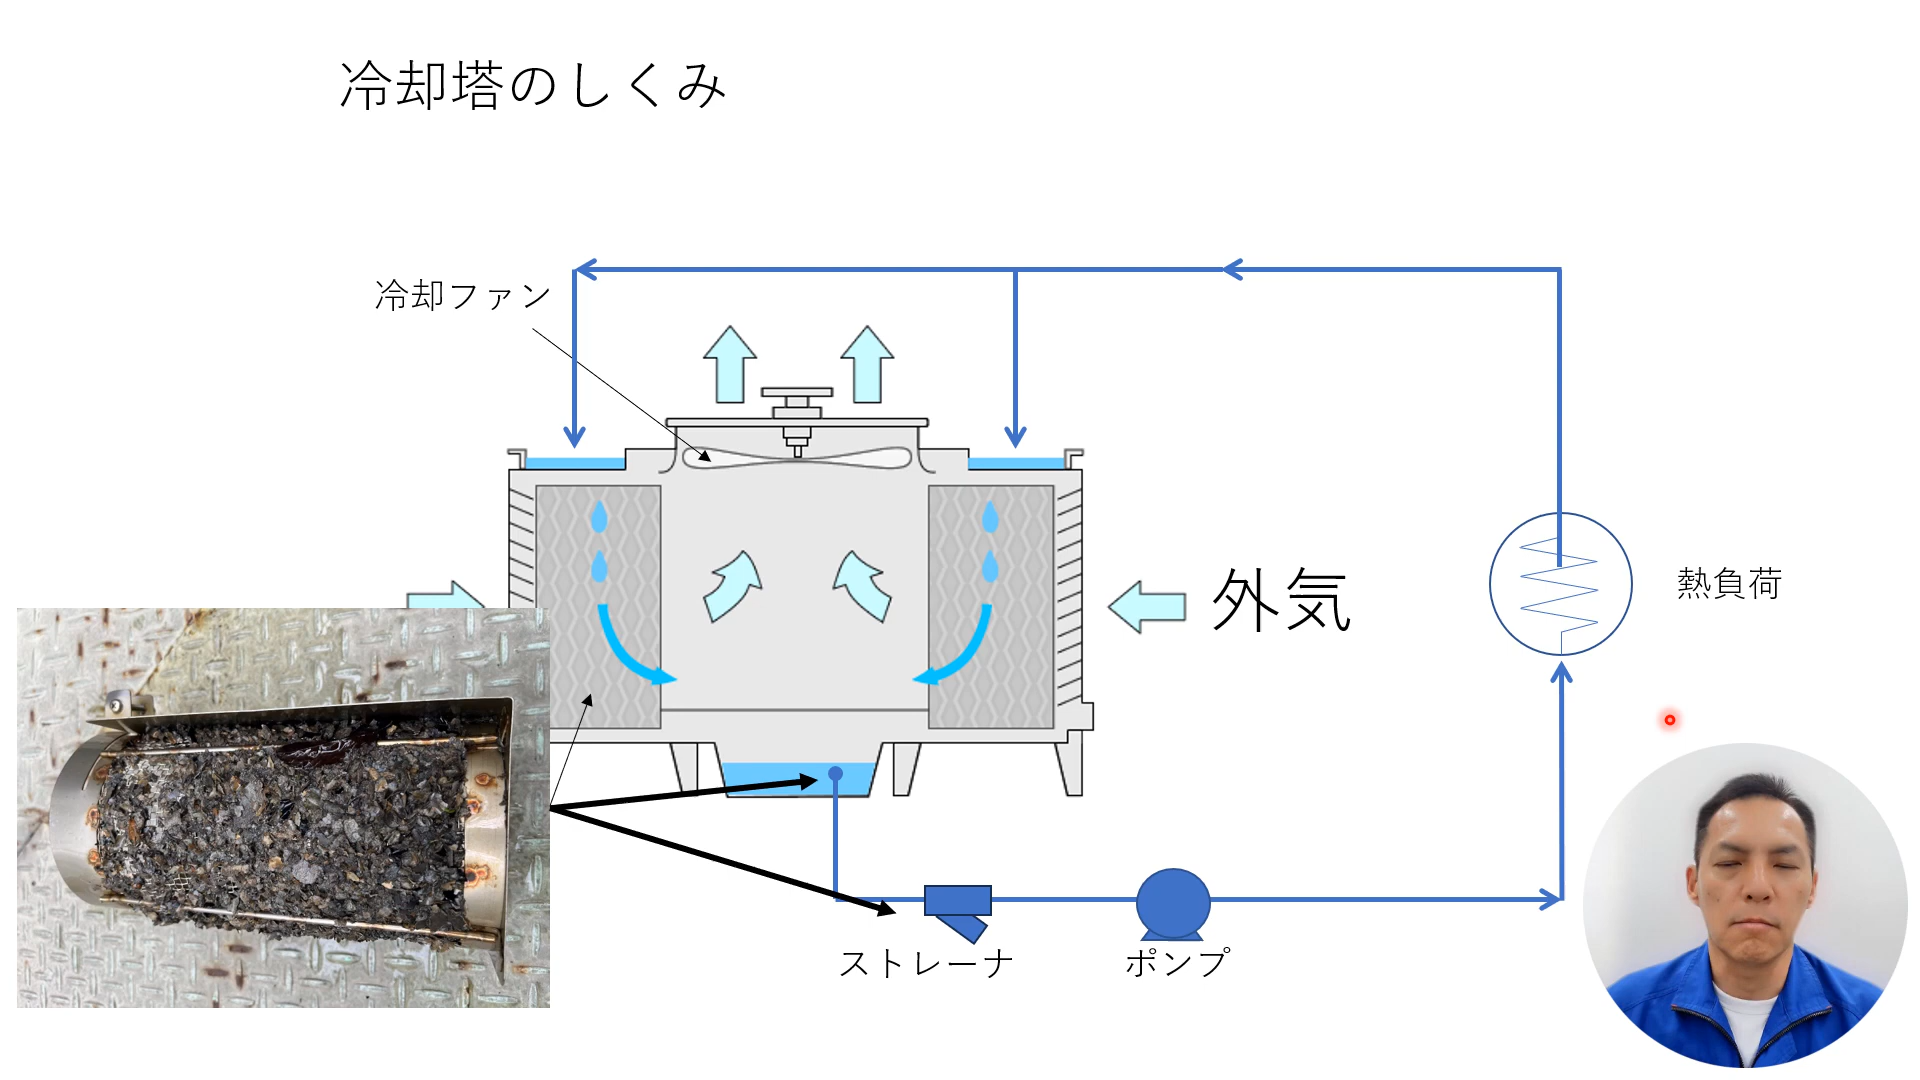 冷却塔のしくみ
冷却ファン
外気
熱負荷
ストレーナ
ポンプ